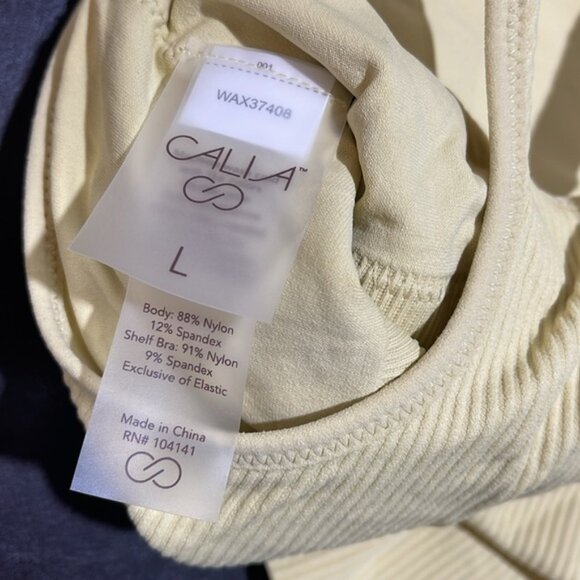 001
WAX37408
CALIA™
L
Body: 88% Nylon
12% Spandex
Shelf Bra: 91% Nylon
9% Spandex
Exclusive of Elastic
Made in China
RN# 104141